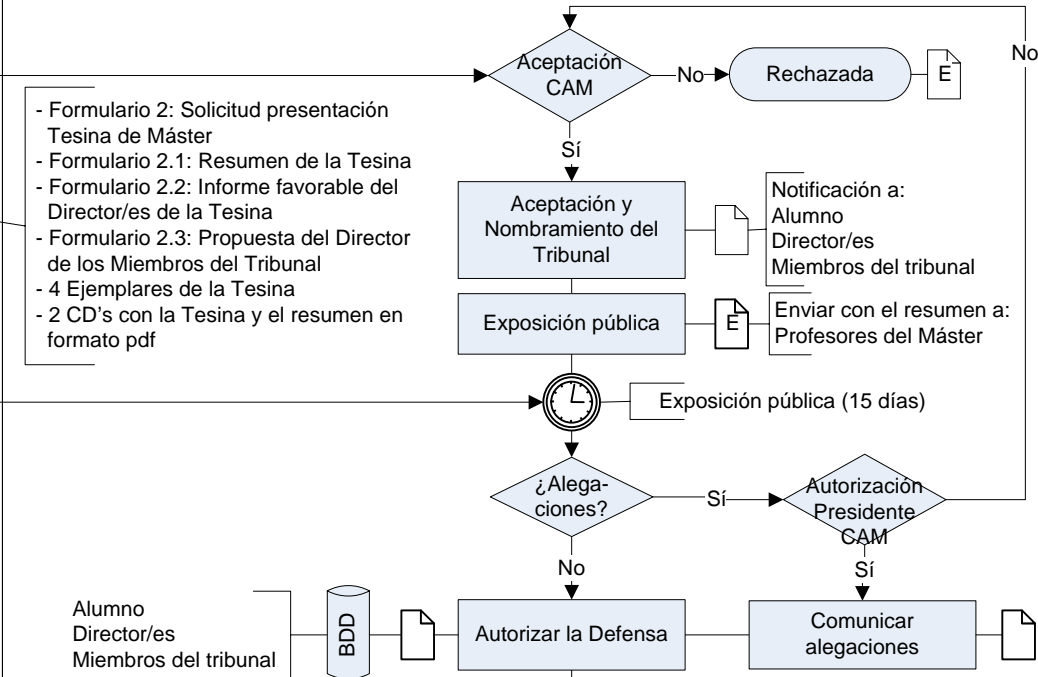 Aceptación
CAM
No
Rechazada
E
No
- Formulario 2: Solicitud presentación
Tesina de Máster
- Formulario 2.1: Resumen de la Tesina
- Formulario 2.2: Informe favorable del
Director/es de la Tesina
- Formulario 2.3: Propuesta del Director
de los Miembros del Tribunal
- 4 Ejemplares de la Tesina
- 2 CD's con la Tesina y el resumen en
formato pdf
Sí
Aceptación y
Nombramiento del
Tribunal
Notificación a:
Alumno
Director/es
Miembros del tribunal
Exposición pública
E
Enviar con el resumen a:
Profesores del Máster
Exposición pública (15 días)
¿Alega-
ciones?
Sí
Autorización
Presidente
CAM
No
Sí
Alumno
Director/es
Miembros del tribunal
BDD
Autorizar la Defensa
Comunicar
alegaciones